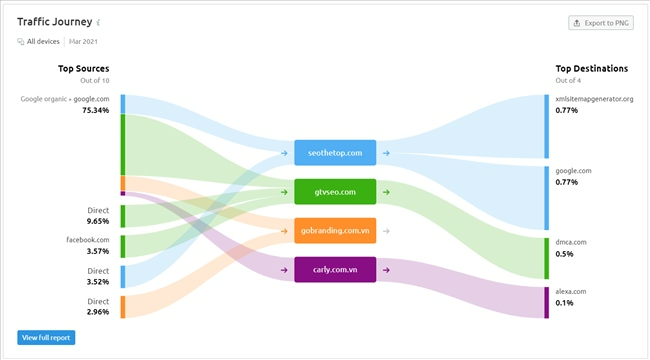 Traffic Journey i
Export to PNG
All devices | Mar 2021
Top Sources
Out of 10
Google organic • google.com
75.34%
Direct
9.65%
facebook.com
3.57%
Direct
3.52%
Direct
2.96%
seothetop.com
gtvseo.com
gobranding.com.vn
carly.com.vn
Top Destinations
Out of 4
xmlsitemapgenerator.org
0.77%
google.com
0.77%
dmca.com
0.5%
alexa.com
0.1%
View full report